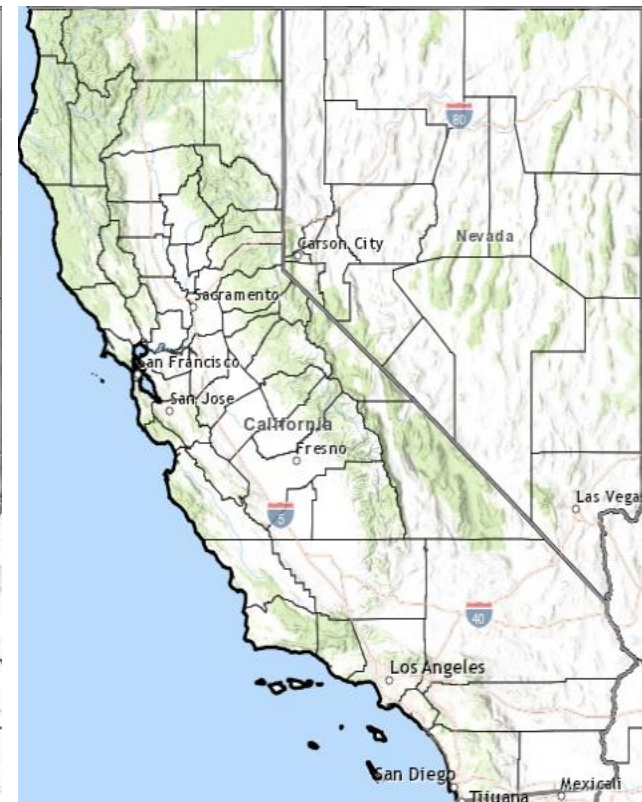 80
Carson City
Nevada
Sacramento
San Francisco
San Jose
California
Fresno
Las Vega
5
40
Los Angeles
San Diego
Tijuana
Mexicali